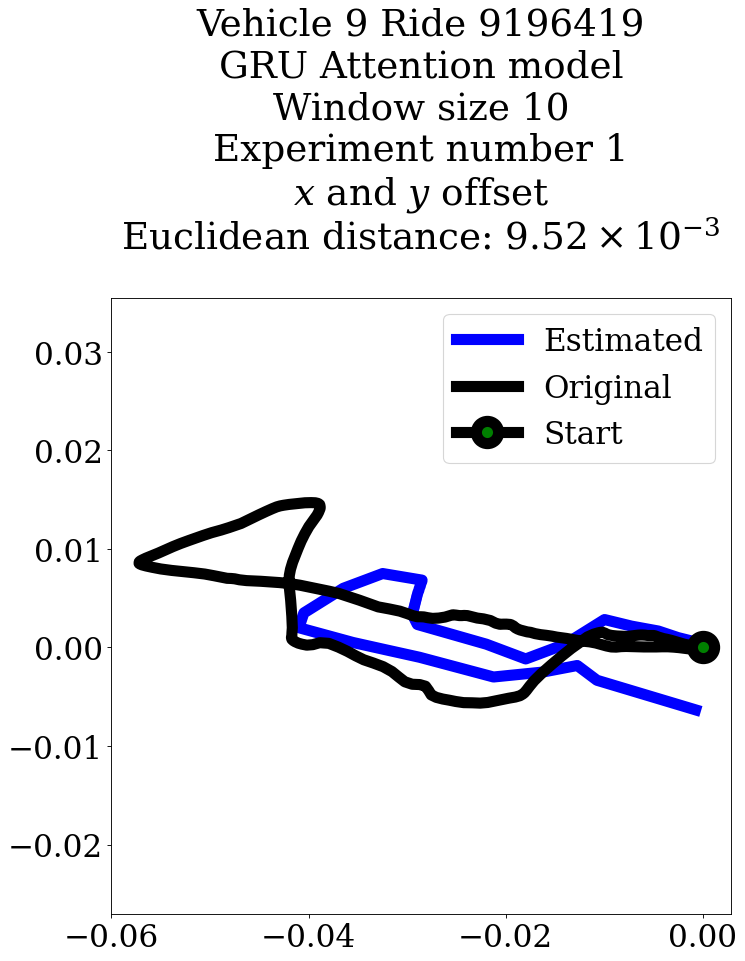 Vehicle 9 Ride 9196419
GRU Attention model
Window size 10
Experiment number 1
x and y offset
Euclidean distance: 9.52 × 10⁻³
Estimated
Original
Start
0.03
0.02
0.01
0.00
−0.01
−0.02
−0.06
−0.04
−0.02
0.00